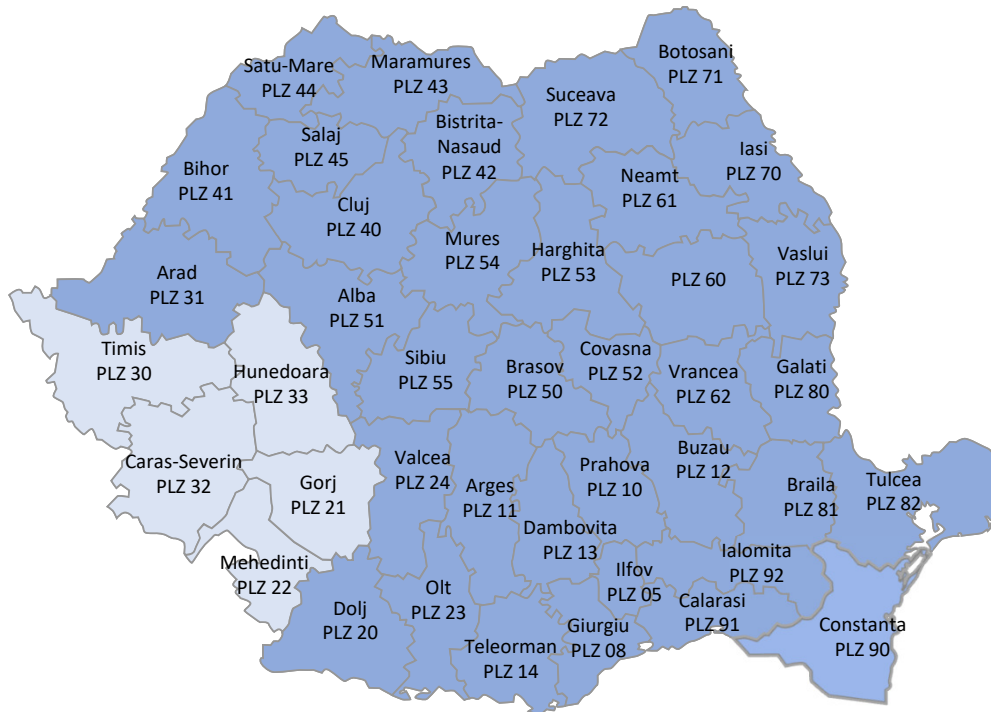 Botosani
PLZ 71
Satu-Mare
PLZ 44
Maramures
PLZ 43
Suceava
PLZ 72
Bistrita-
Nasaud
PLZ 42
Salaj
PLZ 45
Iasi
PLZ 70
Bihor
PLZ 41
Neamt
PLZ 61
Cluj
PLZ 40
Mures
PLZ 54
Harghita
PLZ 53
PLZ 60
Vaslui
PLZ 73
Arad
PLZ 31
Alba
PLZ 51
Timis
PLZ 30
Hunedoara
PLZ 33
Sibiu
PLZ 55
Brasov
PLZ 50
Covasna
PLZ 52
Vrancea
PLZ 62
Galati
PLZ 80
Caras-Severin
PLZ 32
Gorj
PLZ 21
Valcea
PLZ 24
Arges
PLZ 11
Prahova
PLZ 10
Buzau
PLZ 12
Braila
PLZ 81
Tulcea
PLZ 82
Dambovita
PLZ 13
Mehedinti
PLZ 22
Ilfov
PLZ 05
Ialomita
PLZ 92
Dolj
PLZ 20
Olt
PLZ 23
Calarasi
PLZ 91
Constanta
PLZ 90
Teleorman
PLZ 14
Giurgiu
PLZ 08